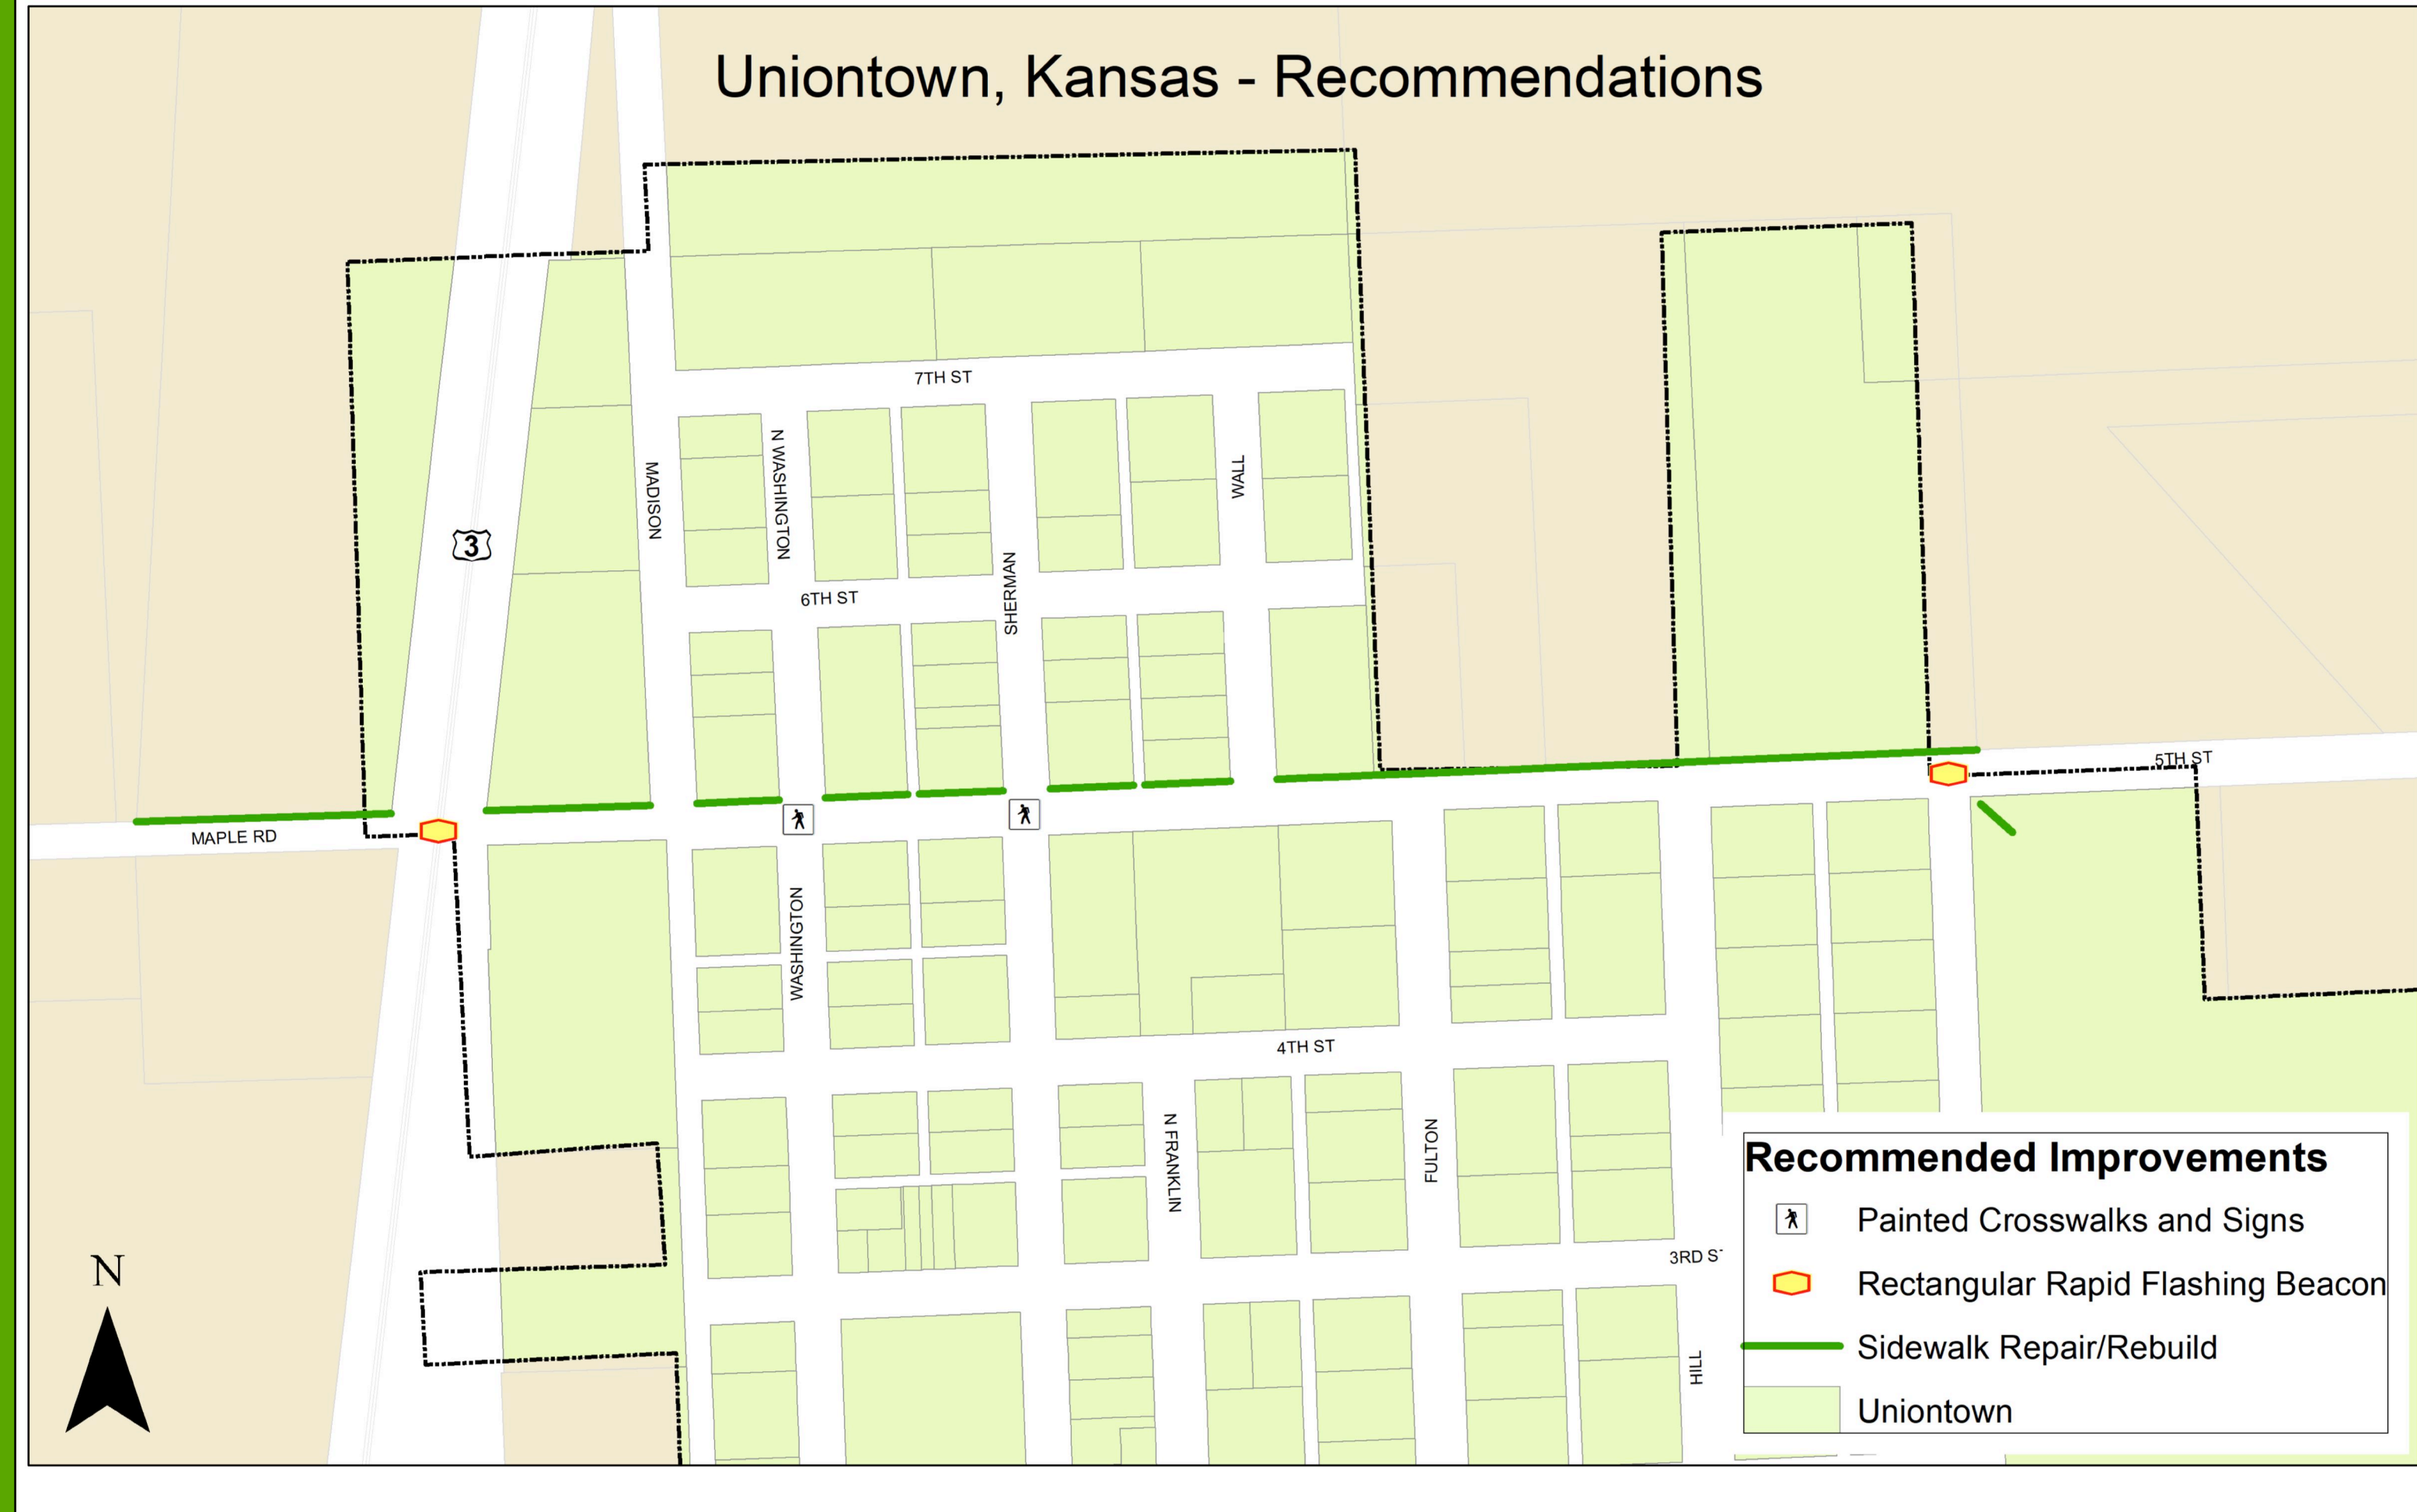 Uniontown, Kansas - Recommendations
7TH ST
MADISON
N WASHINGTON
WALL
3
SHERMAN
6TH ST
5TH ST
MAPLE RD
WASHINGTON
4TH ST
N FRANKLIN
FULTON
3RD S
HILL
N
Recommended Improvements
Painted Crosswalks and Signs
Rectangular Rapid Flashing Beacon
Sidewalk Repair/Rebuild
Uniontown